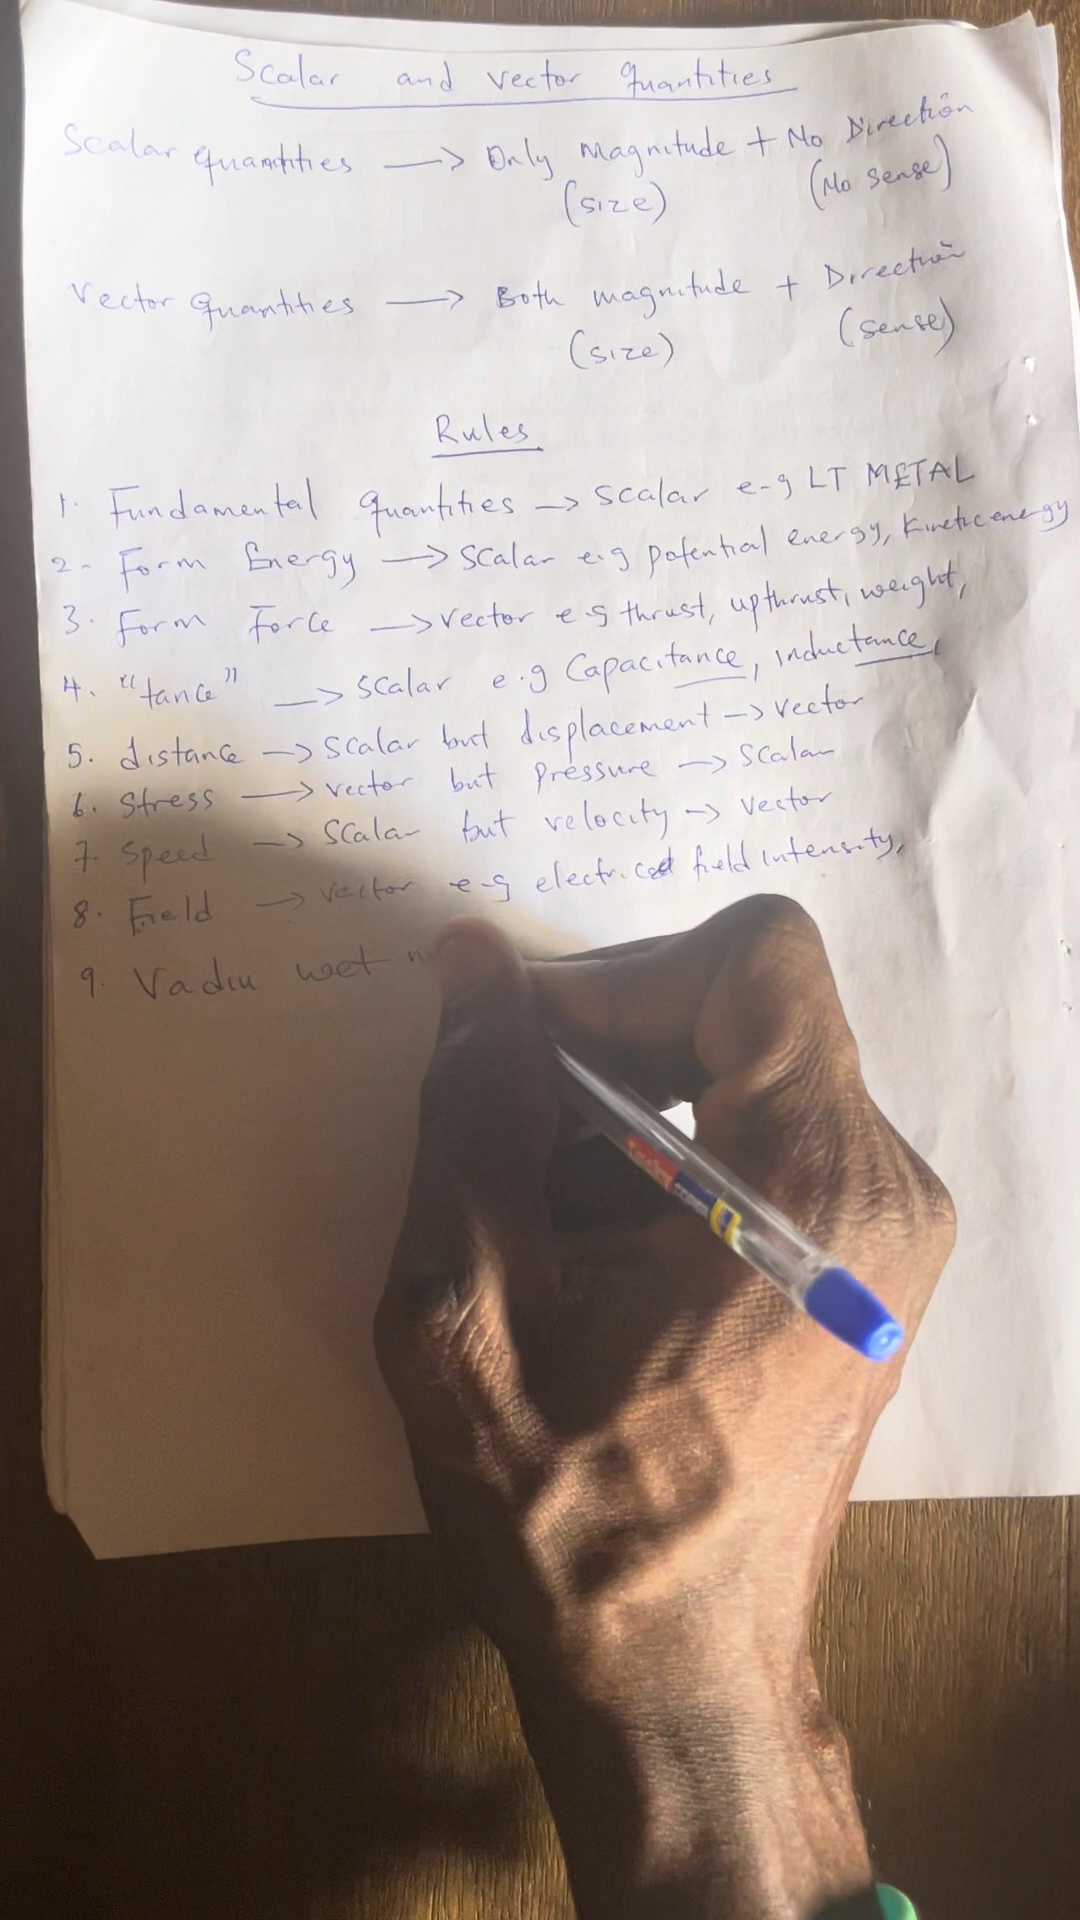 Scalar and vector quantities
Scalar quantities → Only magnitude + No Direction
(size) (No sense)
Vector quantities → Both magnitude + Direction
(size) (sense)
Rules
1. Fundamental quantities → scalar e-g LT METAL
2- Form Energy → scalar e.g potential energy, kinetic energy
3. Form Force → vector e g thrust, upthrust, weight,
4. "tance" → scalar e.g Capacitance, inductance,
5. distance → scalar but displacement → vector
6. stress → vector but pressure → scalar
7. speed → scalar but velocity → vector
8. Field → vector e-g electrical field intensity,
9. Vadiu wet